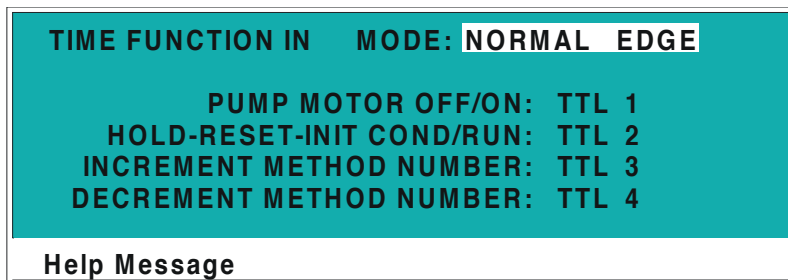 TIME FUNCTION IN MODE: NORMAL EDGE
PUMP MOTOR OFF/ON: TTL 1
HOLD-RESET-INIT COND/RUN: TTL 2
INCREMENT METHOD NUMBER: TTL 3
DECREMENT METHOD NUMBER: TTL 4
Help Message